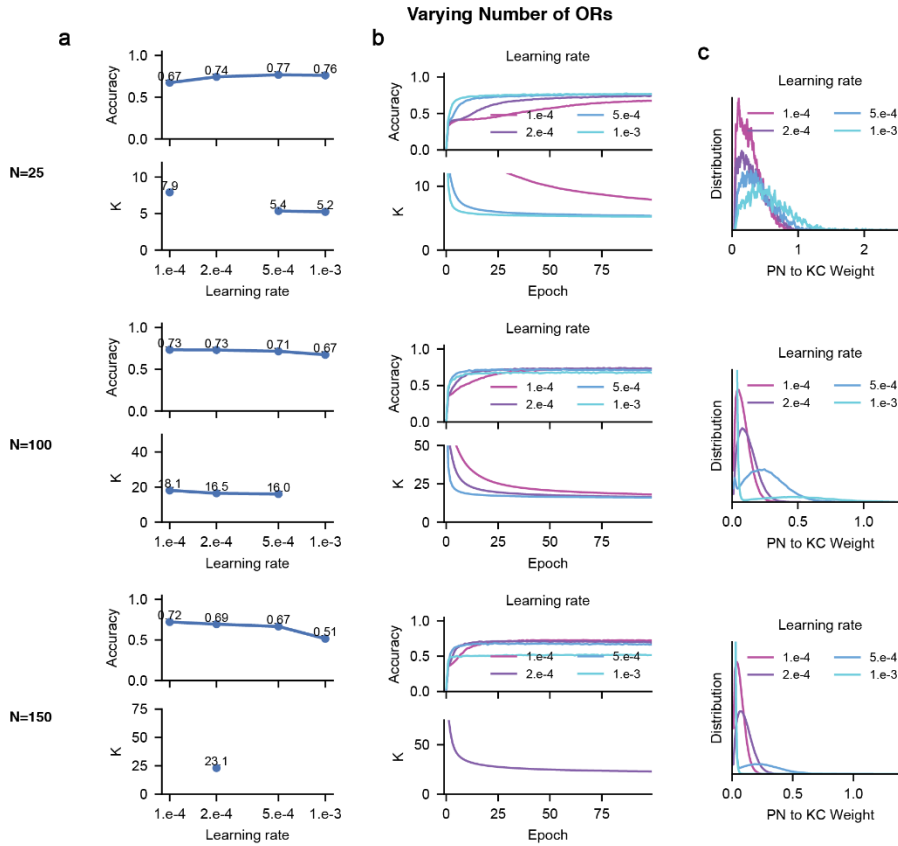 Varying Number of ORs
a
b
c
N=25
Accuracy
1.0
0.5
0.0
0.67
0.74
0.77
0.76
K
10
5
0
7.9
5.4
5.2
1.e-4
2.e-4
5.e-4
1.e-3
Learning rate
Learning rate
Accuracy
1.0
0.5
0.0
1.e-4
5.e-4
2.e-4
1.e-3
K
10
0
0
25
50
75
Epoch
Learning rate
1.e-4
5.e-4
2.e-4
1.e-3
Distribution
0
1
2
PN to KC Weight
N=100
Accuracy
1.0
0.5
0.0
0.73
0.73
0.71
0.67
K
40
20
0
18.1
16.5
16.0
1.e-4
2.e-4
5.e-4
1.e-3
Learning rate
Learning rate
Accuracy
1.0
0.5
0.0
1.e-4
5.e-4
2.e-4
1.e-3
K
50
25
0
0
25
50
75
Epoch
Learning rate
1.e-4
5.e-4
2.e-4
1.e-3
Distribution
0.0
0.5
1.0
PN to KC Weight
N=150
Accuracy
1.0
0.5
0.0
0.72
0.69
0.67
0.51
K
75
50
25
0
23.1
1.e-4
2.e-4
5.e-4
1.e-3
Learning rate
Learning rate
Accuracy
1.0
0.5
0.0
1.e-4
5.e-4
2.e-4
1.e-3
K
50
0
0
25
50
75
Epoch
Learning rate
1.e-4
5.e-4
2.e-4
1.e-3
Distribution
0.0
0.5
1.0
PN to KC Weight